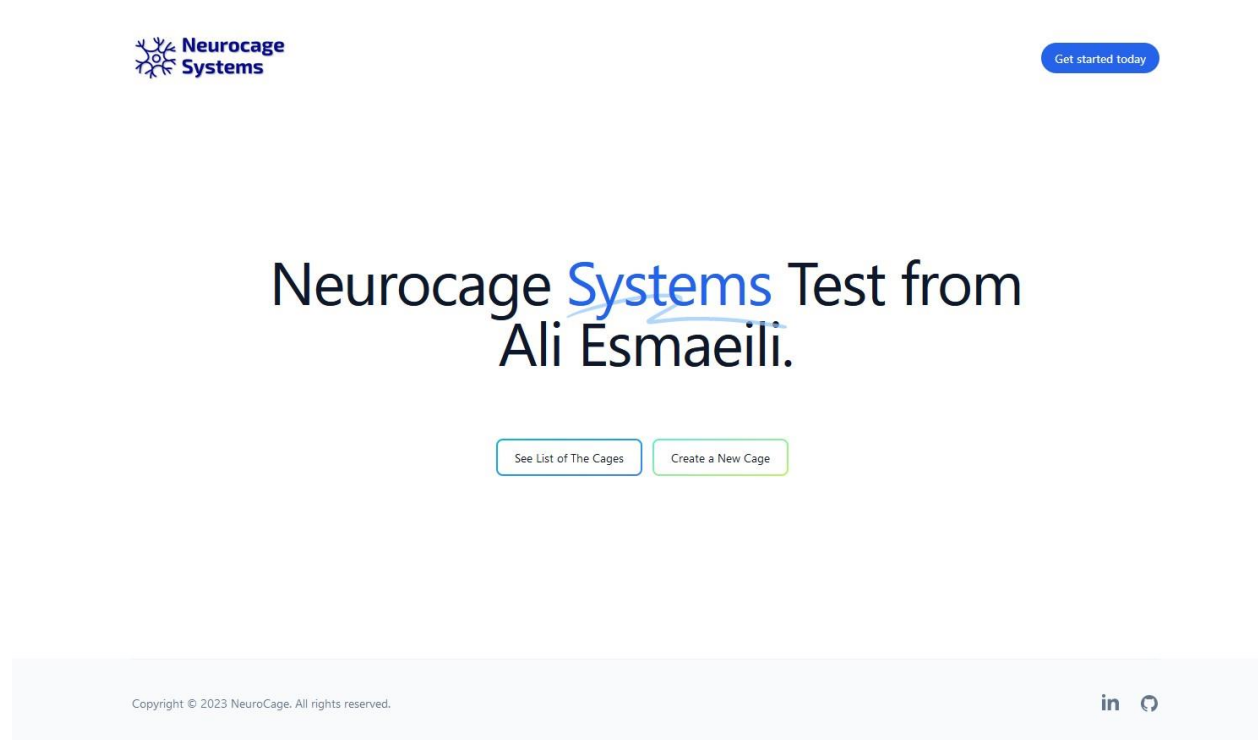 Neurocage
Systems
Get started today
Neurocage Systems Test from
Ali Esmaeili.
See List of The Cages
Create a New Cage
Copyright © 2023 NeuroCage. All rights reserved.
in